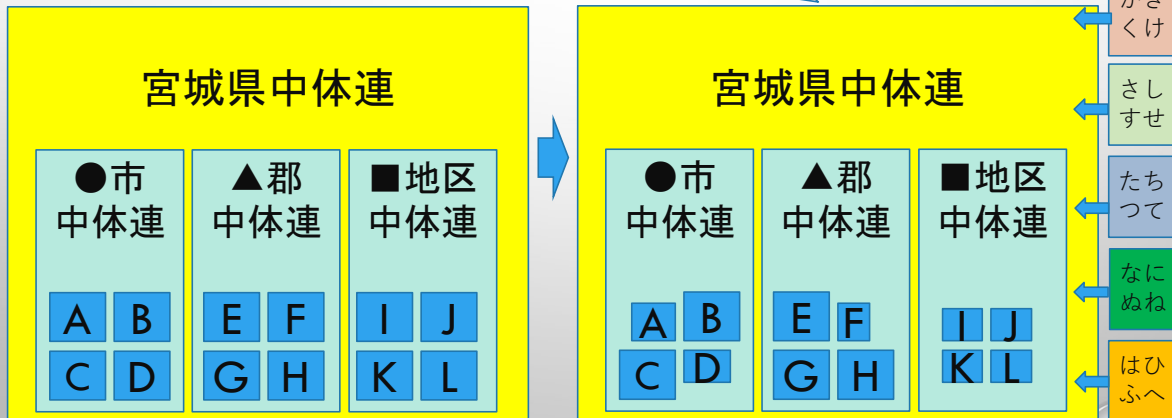 宮城県中体連
●市
中体連
▲郡
中体連
■地区
中体連
A B
C D
E F
G H
I J
K L
宮城県中体連
●市
中体連
▲郡
中体連
■地区
中体連
A B
C D
E F
G H
I J
K L
くけ
さし
すせ
たち
つて
なに
ぬね
はひ
ふへ